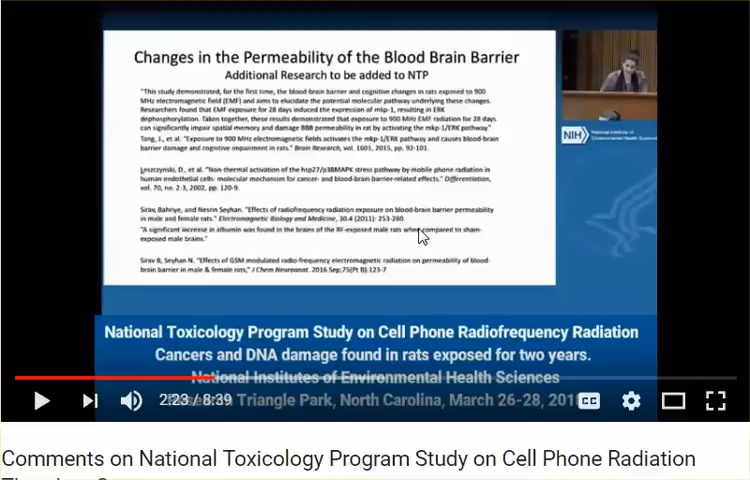 Changes in the Permeability of the Blood Brain Barrier
Additional Research to be added to NTP
"This study demonstrated, for the first time, the blood-brain barrier and cognitive changes in rats exposed to 900
MHz electromagnetic field (EMF) and aims to elucidate the potential molecular pathway underlying these changes.
Researchers found that EMF exposure for 28 days induced the expression of mkp-1, resulting in ERK
dephosphorylation. Taken together, these results demonstrated that exposure to 900 MHz EMF radiation for 28 days
can significantly impair spatial memory and damage BBB permeability in rat by activating the mkp-1/ERK pathway."
Tang, J., et al. "Exposure to 900 MHz electromagnetic fields activates the mkp-1/ERK pathway and causes blood-brain
barrier damage and cognitive impairment in rats." Brain Research, vol. 1601, 2015, pp. 92-101.
Leszczynski, D., et al. "Non-thermal activation of the hsp27/p38MAPK stress pathway by mobile phone radiation in
human endothelial cells: molecular mechanism for cancer- and blood-brain barrier-related effects." Differentiation,
vol. 70, no. 2-3, 2002, pp. 120-9.
Sirav, Bahriye, and Nesrin Seyhan. "Effects of radiofrequency radiation exposure on blood-brain barrier permeability
in male and female rats." Electromagnetic Biology and Medicine, 30.4 (2011): 253-260.
"A significant increase in albumin was found in the brains of the RF-exposed male rats when compared to sham-
exposed male brains."
Sirav B, Seyhan N. "Effects of GSM modulated radio-frequency electromagnetic radiation on permeability of blood-
brain barrier in male & female rats," J Chem Neuroanat. 2016 Sep;75(Pt B):123-7
NIH
National Institute of
Environmental Health Sciences
National Toxicology Program Study on Cell Phone Radiofrequency Radiation
Cancers and DNA damage found in rats exposed for two years.
National Institutes of Environmental Health Sciences
Research Triangle Park, North Carolina, March 26-28, 201
2:23 / 8:39
CC
Comments on National Toxicology Program Study on Cell Phone Radiation